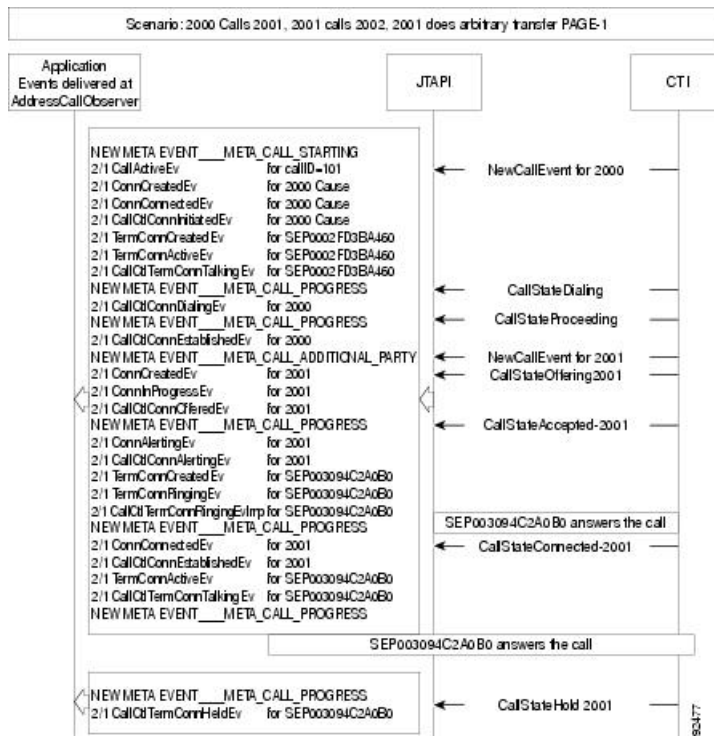 Scenario: 2000 Calls 2001, 2001 calls 2002, 2001 does arbitrary transfer PAGE-1
Application
Events delivered at
AddressCallObserver
JTAPI
CTI
NEW META EVENT____META_CALL_STARTING
2/1 CallActiveEv for callID=101
2/1 ConnCreatedEv for 2000 Cause
2/1 ConnConnectedEv for 2000 Cause
2/1 CallCtlConnInitiatedEv for 2000 Cause
2/1 TermConnCreatedEv for SEP0002FD3BA460
2/1 TermConnActiveEv for SEP0002FD3BA460
2/1 CallCtlTermConnTalkingEv for SEP0002FD3BA460
NEW META EVENT____META_CALL_PROGRESS
2/1 CallCtlConnDialingEv for 2000
NEW META EVENT____META_CALL_PROGRESS
2/1 CallCtlConnEstablishedEv for 2000
NEW META EVENT____META_CALL_ADDITIONAL_PARTY
2/1 ConnCreatedEv for 2001
2/1 ConnInProgressEv for 2001
2/1 CallCtlConnOfferedEv for 2001
NEW META EVENT____META_CALL_PROGRESS
2/1 ConnAlertingEv for 2001
2/1 CallCtlConnAlertingEv for 2001
2/1 TermConnCreatedEv for SEP003094C2A0B0
2/1 TermConnRingingEv for SEP003094C2A0B0
2/1 CallCtlTermConnRingingEvImp for SEP003094C2A0B0
NEW META EVENT____META_CALL_PROGRESS
2/1 ConnConnectedEv for 2001
2/1 CallCtlConnEstablishedEv for 2001
2/1 TermConnActiveEv for SEP003094C2A0B0
2/1 CallCtlTermConnTalkingEv for SEP003094C2A0B0
NEW META EVENT____META_CALL_PROGRESS
NewCallEvent for 2000
CallStateDialing
CallStateProceeding
NewCallEvent for 2001
CallStateOffering2001
CallStateAccepted-2001
SEP003094C2A0B0 answers the call
CallStateConnected-2001
SEP003094C2A0B0 answers the call
NEW META EVENT____META_CALL_PROGRESS
2/1 CallCtlTermConnHeldEv for SEP003094C2A0B0
CallStateHold 2001
92477